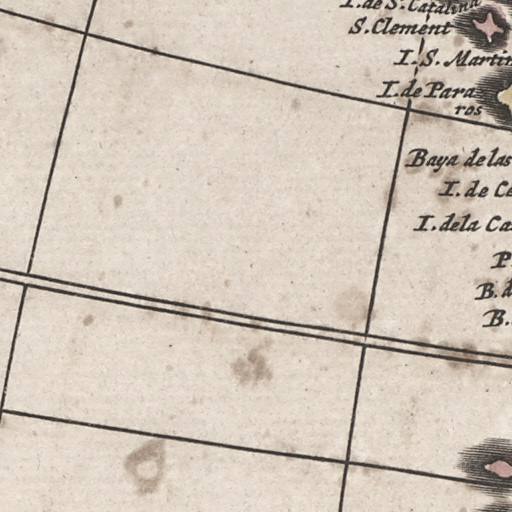 I. de S. Catalina
S. Clement
I. S. Martin
I. de Para
ros
Baya de las
I. de Ce
I. dela Ca
P
B. d
B.